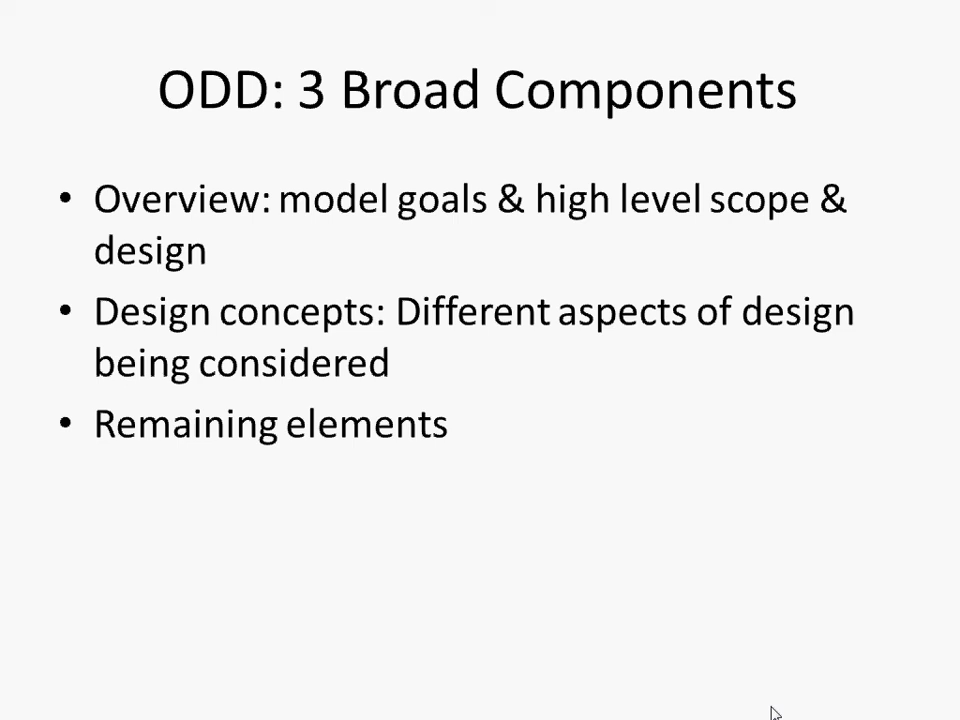 ODD: 3 Broad Components
• Overview: model goals & high level scope &
design
• Design concepts: Different aspects of design
being considered
• Remaining elements